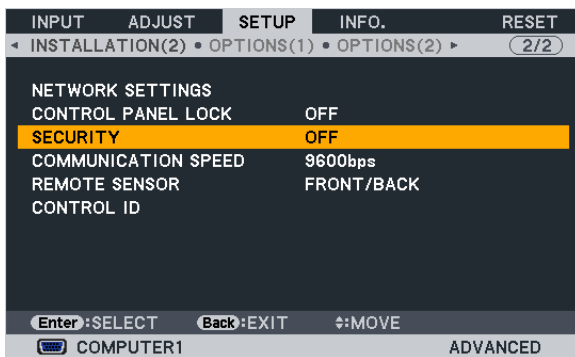 INPUT ADJUST SETUP INFO. RESET
INSTALLATION(2) • OPTIONS(1) • OPTIONS(2) 2/2
NETWORK SETTINGS
CONTROL PANEL LOCK OFF
SECURITY OFF
COMMUNICATION SPEED 9600bps
REMOTE SENSOR FRONT/BACK
CONTROL ID
Enter:SELECT Back:EXIT :MOVE
COMPUTER1 ADVANCED